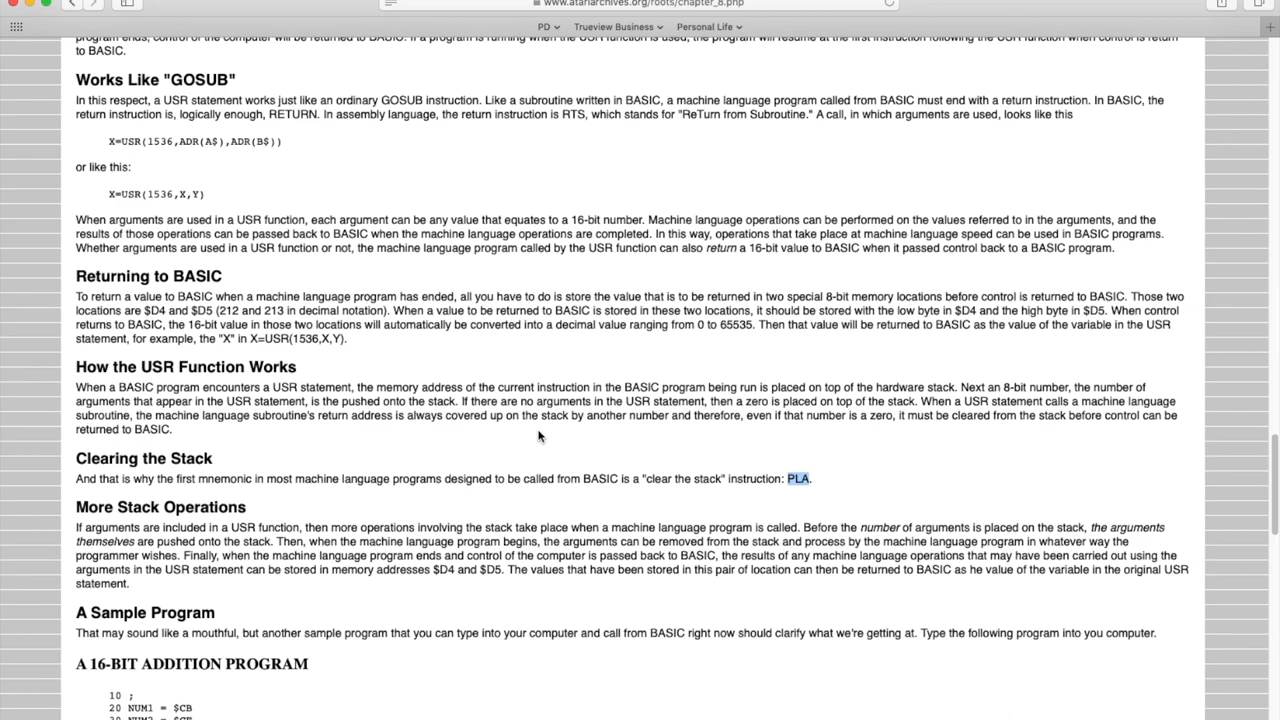 www.atariarchives.org/roots/chapter_8.php
PD
Trueview Business
Personal Life
program ends, control of the computer will be returned to BASIC. If a program is running when the USR function is used, the program will resume at the first instruction following the USR function when control is return
to BASIC.
Works Like "GOSUB"
In this respect, a USR statement works just like an ordinary GOSUB instruction. Like a subroutine written in BASIC, a machine language program called from BASIC must end with a return instruction. In BASIC, the
return instruction is, logically enough, RETURN. In assembly language, the return instruction is RTS, which stands for "ReTurn from Subroutine." A call, in which arguments are used, looks like this
X=USR(1536,ADR(A$),ADR(B$))
or like this:
X=USR(1536,X,Y)
When arguments are used in a USR function, each argument can be any value that equates to a 16-bit number. Machine language operations can be performed on the values referred to in the arguments, and the
results of those operations can be passed back to BASIC when the machine language operations are completed. In this way, operations that take place at machine language speed can be used in BASIC programs.
Whether arguments are used in a USR function or not, the machine language program called by the USR function can also return a 16-bit value to BASIC when it passed control back to a BASIC program.
Returning to BASIC
To return a value to BASIC when a machine language program has ended, all you have to do is store the value that is to be returned in two special 8-bit memory locations before control is returned to BASIC. Those two
locations are $D4 and $D5 (212 and 213 in decimal notation). When a value to be returned to BASIC is stored in these two locations, it should be stored with the low byte in $D4 and the high byte in $D5. When control
returns to BASIC, the 16-bit value in those two locations will automatically be converted into a decimal value ranging from 0 to 65535. Then that value will be returned to BASIC as the value of the variable in the USR
statement, for example, the "X" in X=USR(1536,X,Y).
How the USR Function Works
When a BASIC program encounters a USR statement, the memory address of the current instruction in the BASIC program being run is placed on top of the hardware stack. Next an 8-bit number, the number of
arguments that appear in the USR statement, is the pushed onto the stack. If there are no arguments in the USR statement, then a zero is placed on top of the stack. When a USR statement calls a machine language
subroutine, the machine language subroutine's return address is always covered up on the stack by another number and therefore, even if that number is a zero, it must be cleared from the stack before control can be
returned to BASIC.
Clearing the Stack
And that is why the first mnemonic in most machine language programs designed to be called from BASIC is a "clear the stack" instruction: PLA.
More Stack Operations
If arguments are included in a USR function, then more operations involving the stack take place when a machine language program is called. Before the number of arguments is placed on the stack, the arguments
themselves are pushed onto the stack. Then, when the machine language program begins, the arguments can be removed from the stack and process by the machine language program in whatever way the
programmer wishes. Finally, when the machine language program ends and control of the computer is passed back to BASIC, the results of any machine language operations that may have been carried out using the
arguments in the USR statement can be stored in memory addresses $D4 and $D5. The values that have been stored in this pair of location can then be returned to BASIC as he value of the variable in the original USR
statement.
A Sample Program
That may sound like a mouthful, but another sample program that you can type into your computer and call from BASIC right now should clarify what we're getting at. Type the following program into you computer.
A 16-BIT ADDITION PROGRAM
10 ;
20 NUM1 = $CB
30 NUM2 = $CE